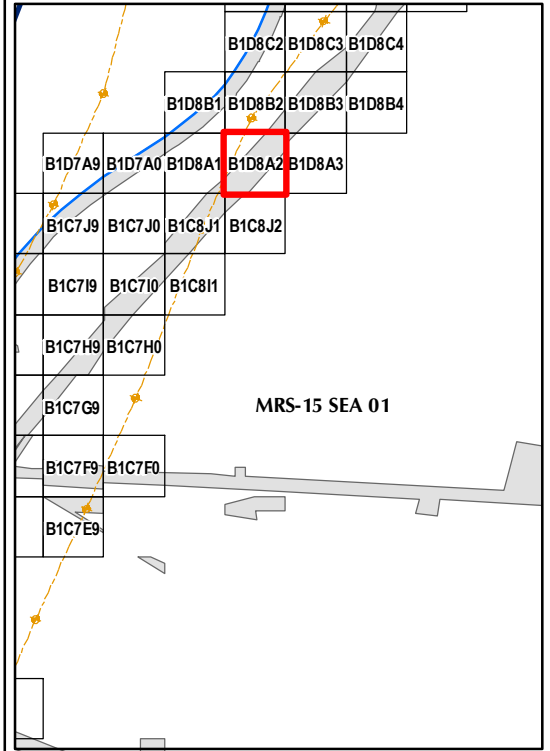 B1D8C2 B1D8C3 B1D8C4
B1D8B1 B1D8B2 B1D8B3 B1D8B4
B1D7A9 B1D7A0 B1D8A1 B1D8A2 B1D8A3
B1C7J9 B1C7J0 B1C8J1 B1C8J2
B1C7I9 B1C7I0 B1C8I1
B1C7H9 B1C7H0
MRS-15 SEA 01
B1C7G9
B1C7F9 B1C7F0
B1C7E9